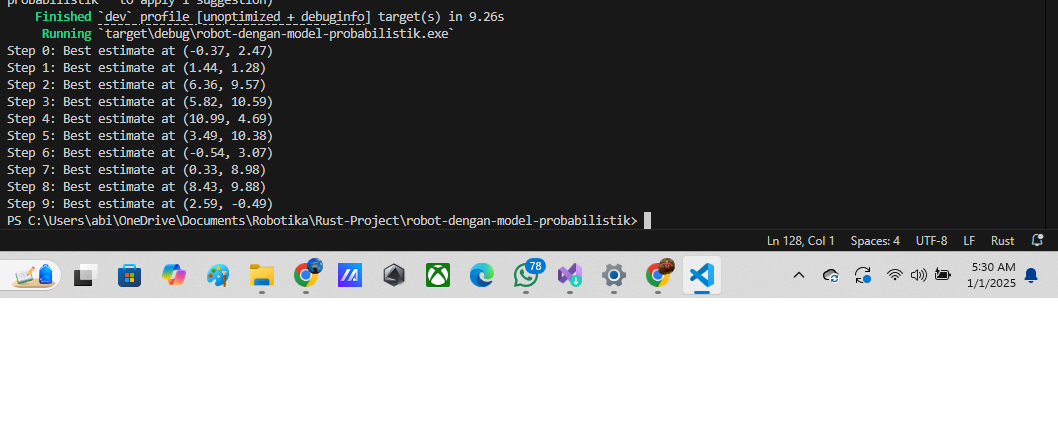 probabilistik` to apply 1 suggestion)
Finished `dev` profile [unoptimized + debuginfo] target(s) in 9.26s
Running `target\debug\robot-dengan-model-probabilistik.exe`
Step 0: Best estimate at (-0.37, 2.47)
Step 1: Best estimate at (1.44, 1.28)
Step 2: Best estimate at (6.36, 9.57)
Step 3: Best estimate at (5.82, 10.59)
Step 4: Best estimate at (10.99, 4.69)
Step 5: Best estimate at (3.49, 10.38)
Step 6: Best estimate at (-0.54, 3.07)
Step 7: Best estimate at (0.33, 8.98)
Step 8: Best estimate at (8.43, 9.88)
Step 9: Best estimate at (2.59, -0.49)
PS C:\Users\abi\OneDrive\Documents\Robotika\Rust-Project\robot-dengan-model-probabilistik>
Ln 128, Col 1 Spaces: 4 UTF-8 LF Rust
78
5:30 AM
1/1/2025